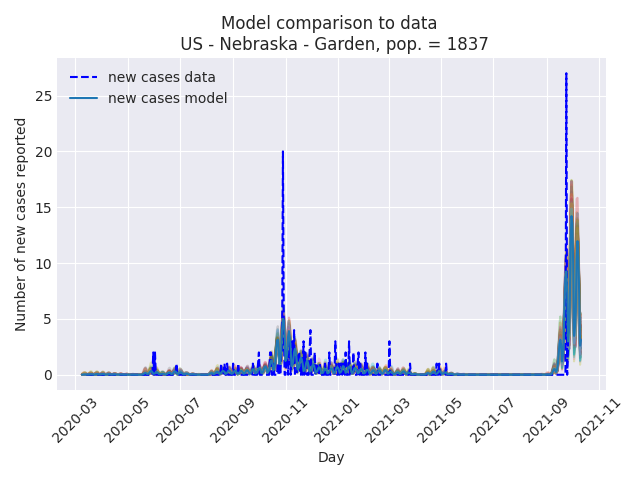 Model comparison to data
US - Nebraska - Garden, pop. = 1837
new cases data
new cases model
Number of new cases reported
25
20
15
10
5
0
2020-03
2020-05
2020-07
2020-09
2020-11
2021-01
2021-03
2021-05
2021-07
2021-09
2021-11
Day